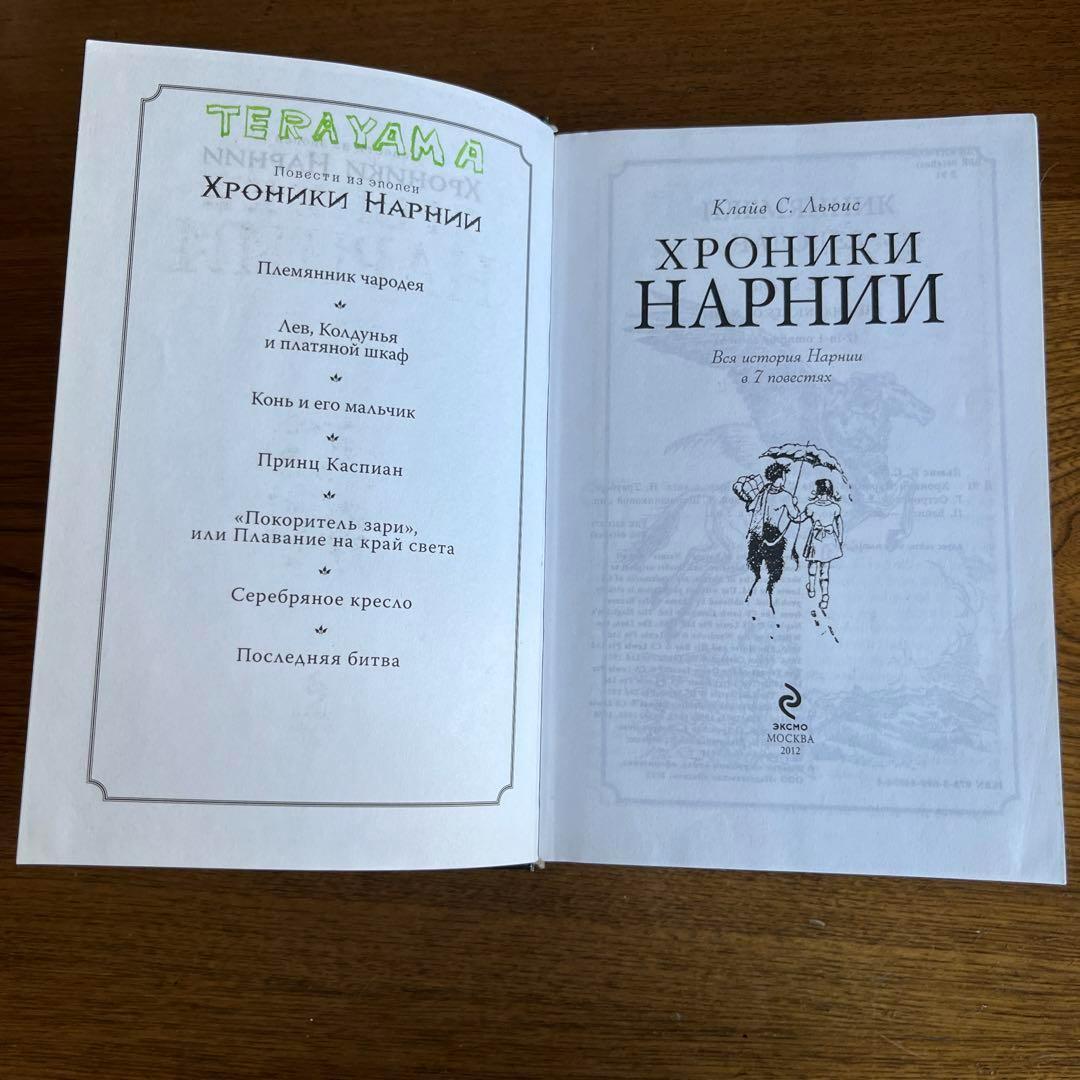 TERAYAMA
Повести из эпопеи
Хроники Нарнии
Племянник чародея
Лев, Колдунья
и платяной шкаф
Конь и его мальчик
Принц Каспиан
«Покоритель зари»,
или Плавание на край света
Серебряное кресло
Последняя битва
Клайв С. Льюис
ХРОНИКИ
НАРНИИ
Вся история Нарнии
в 7 повестях
ЭКСМО
МОСКВА
2012